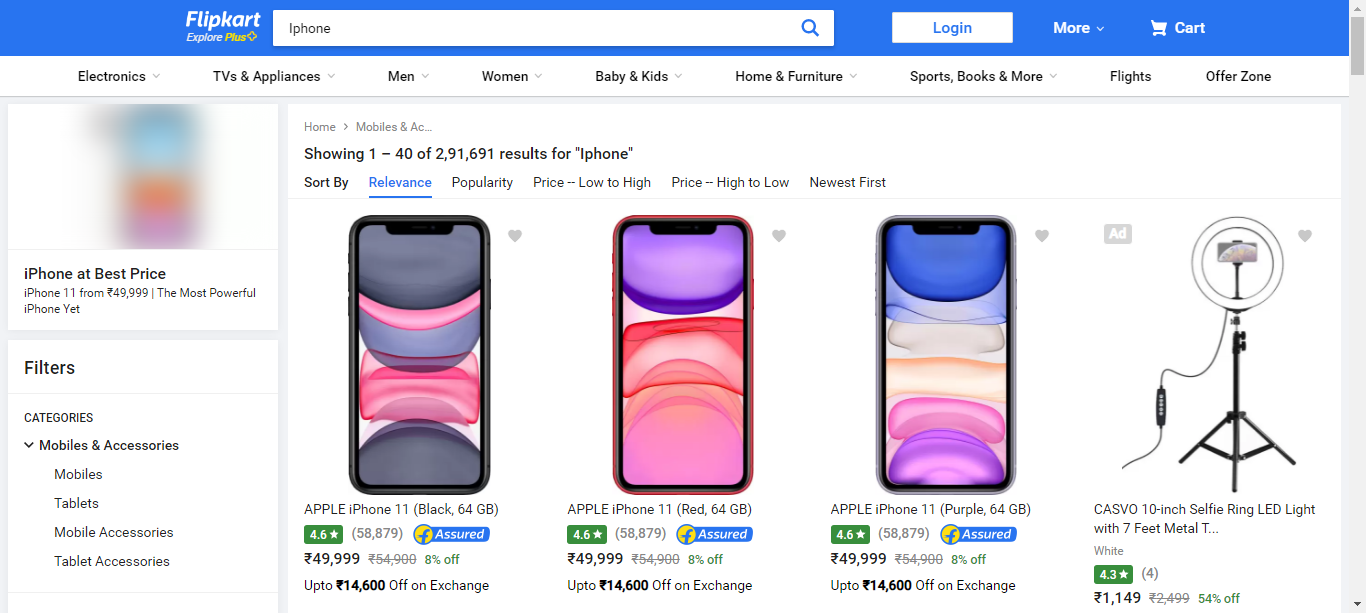 Flipkart
Explore Plus
Iphone
Login
More
Cart
Electronics
TVs & Appliances
Men
Women
Baby & Kids
Home & Furniture
Sports, Books & More
Flights
Offer Zone
iPhone at Best Price
iPhone 11 from ₹49,999 | The Most Powerful
iPhone Yet
Filters
CATEGORIES
Mobiles & Accessories
Mobiles
Tablets
Mobile Accessories
Tablet Accessories
Home > Mobiles & Ac...
Showing 1 – 40 of 2,91,691 results for "Iphone"
Sort By Relevance Popularity Price -- Low to High Price -- High to Low Newest First
APPLE iPhone 11 (Black, 64 GB)
4.6★ (58,879) Assured
₹49,999 ₹54,900 8% off
Upto ₹14,600 Off on Exchange
APPLE iPhone 11 (Red, 64 GB)
4.6★ (58,879) Assured
₹49,999 ₹54,900 8% off
Upto ₹14,600 Off on Exchange
APPLE iPhone 11 (Purple, 64 GB)
4.6★ (58,879) Assured
₹49,999 ₹54,900 8% off
Upto ₹14,600 Off on Exchange
Ad
CASVO 10-inch Selfie Ring LED Light
with 7 Feet Metal T...
White
4.3★ (4)
₹1,149 ₹2,499 54% off